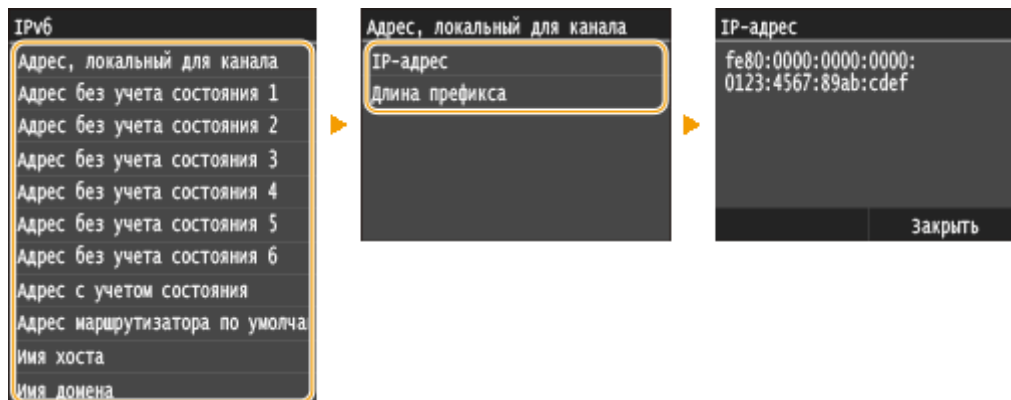 IPv6
Адрес, локальный для канала
Адрес без учета состояния 1
Адрес без учета состояния 2
Адрес без учета состояния 3
Адрес без учета состояния 4
Адрес без учета состояния 5
Адрес без учета состояния 6
Адрес с учетом состояния
Адрес маршрутизатора по умолча
Имя хоста
Имя домена
Адрес, локальный для канала
IP-адрес
Длина префикса
IP-адрес
fe80:0000:0000:0000:
0123:4567:89ab:cdef
Закрыть